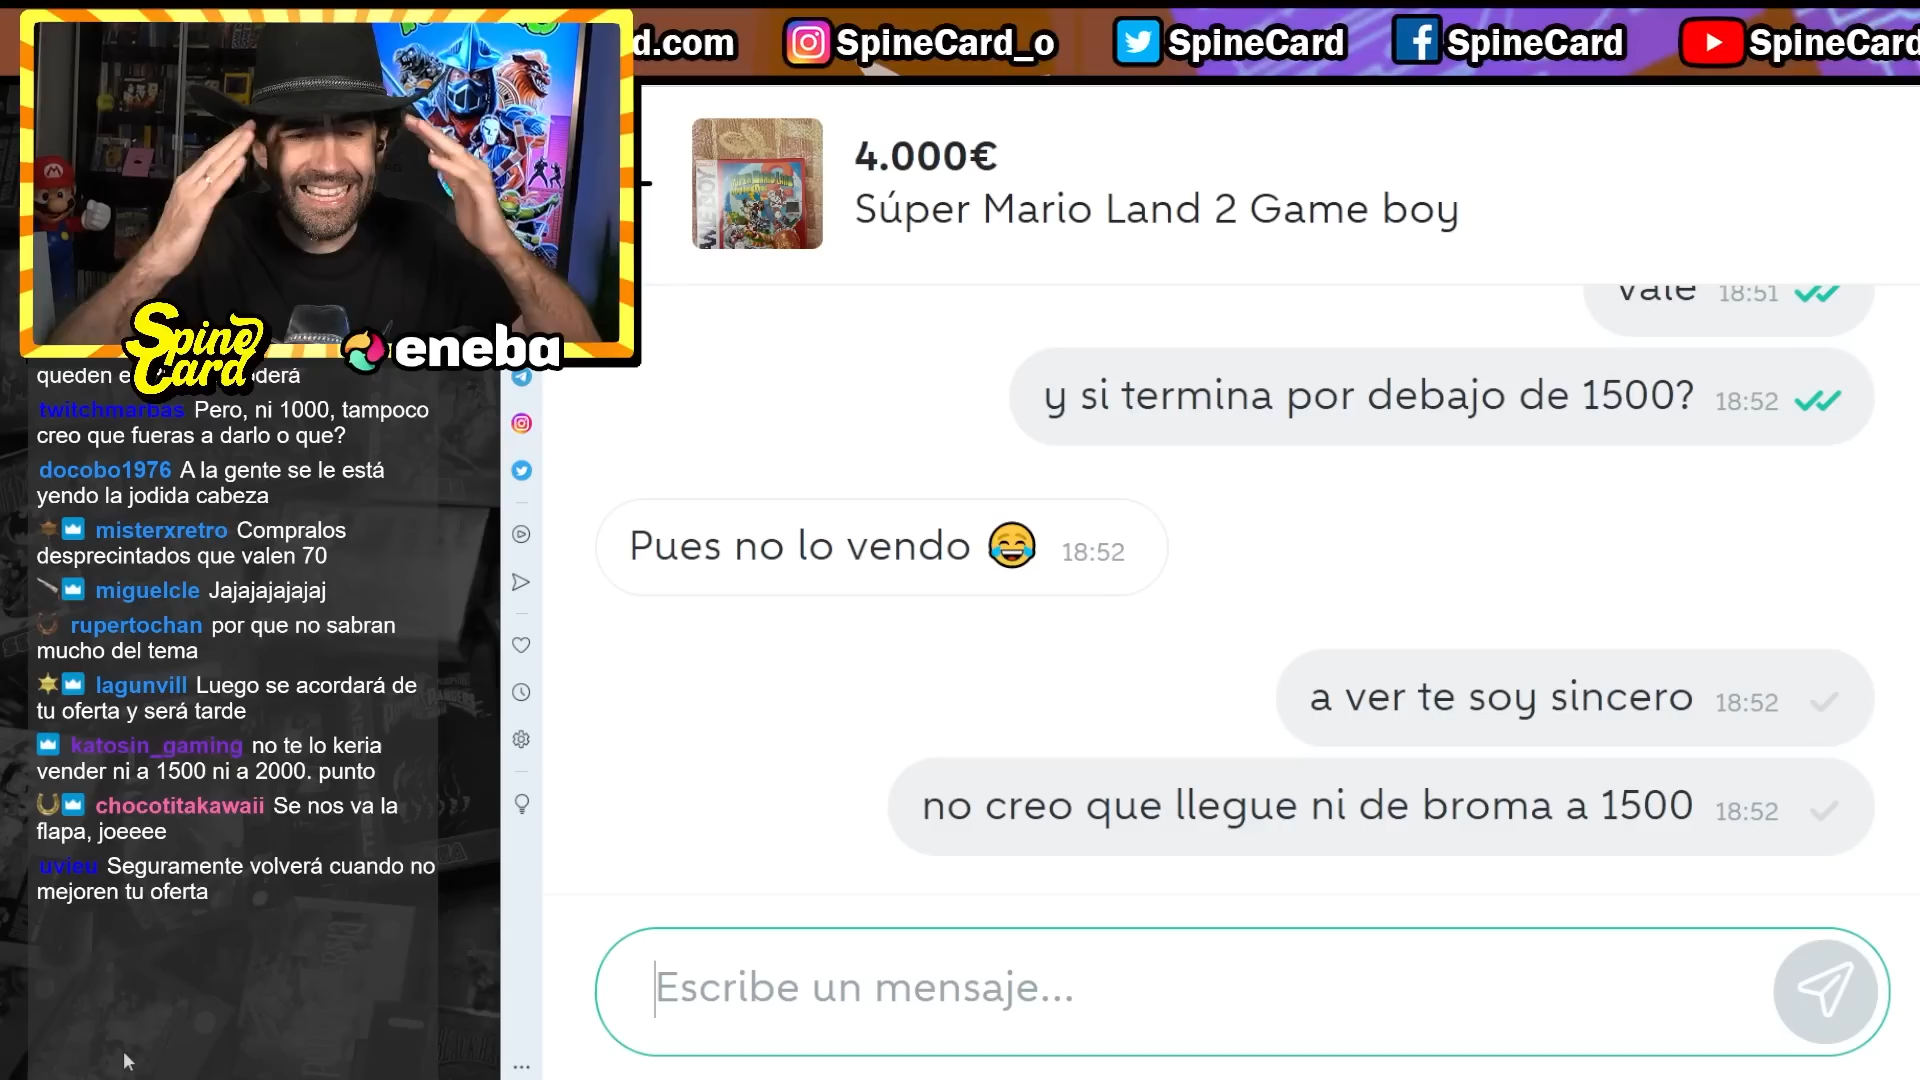 d.com
SpineCard_o
SpineCard
SpineCard
SpineCard
4.000€
Súper Mario Land 2 Game boy
vale 18:51
y si termina por debajo de 1500? 18:52
Pues no lo vendo 😂 18:52
a ver te soy sincero 18:52
no creo que llegue ni de broma a 1500 18:52
Escribe un mensaje...
Spine
Card
eneba
queden e
derá
twitchmarbas Pero, ni 1000, tampoco
creo que fueras a darlo o que?
docobo1976 A la gente se le está
yendo la jodida cabeza
misterxretro Compralos
desprecintados que valen 70
miguelcle Jajajajajajaj
rupertochan por que no sabran
mucho del tema
lagunvill Luego se acordará de
tu oferta y será tarde
katosin_gaming no te lo keria
vender ni a 1500 ni a 2000. punto
chocotitakawaii Se nos va la
flapa, joeeee
uvieu Seguramente volverá cuando no
mejoren tu oferta